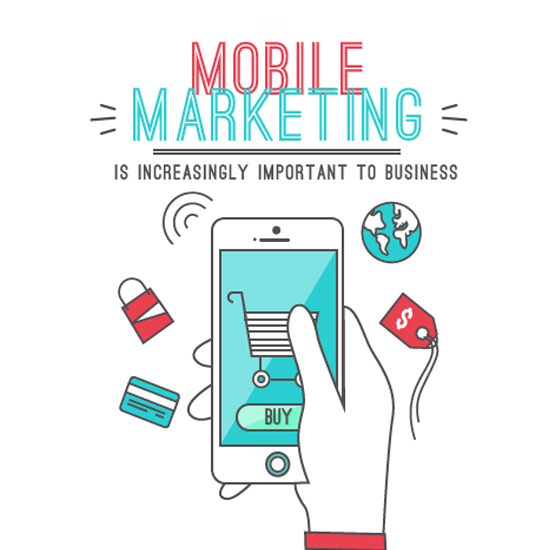 MOBILE
MARKETING
IS INCREASINGLY IMPORTANT TO BUSINESS
$
BUY